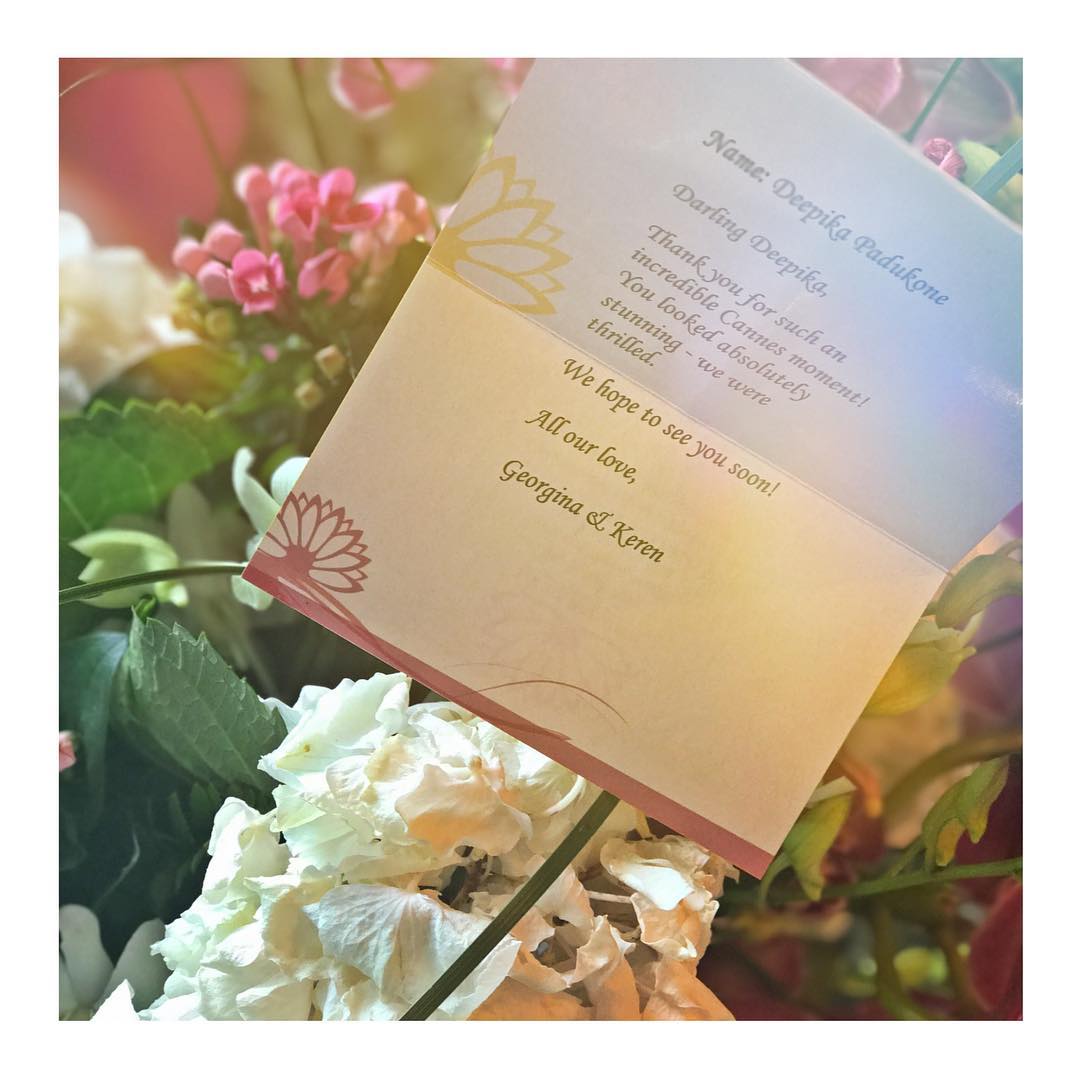 Name: Deepika Padukone
Darling Deepika,
Thank you for such an
incredible Cannes moment!
You looked absolutely
stunning - we were
thrilled.
We hope to see you soon!
All our love,
Georgina & Keren